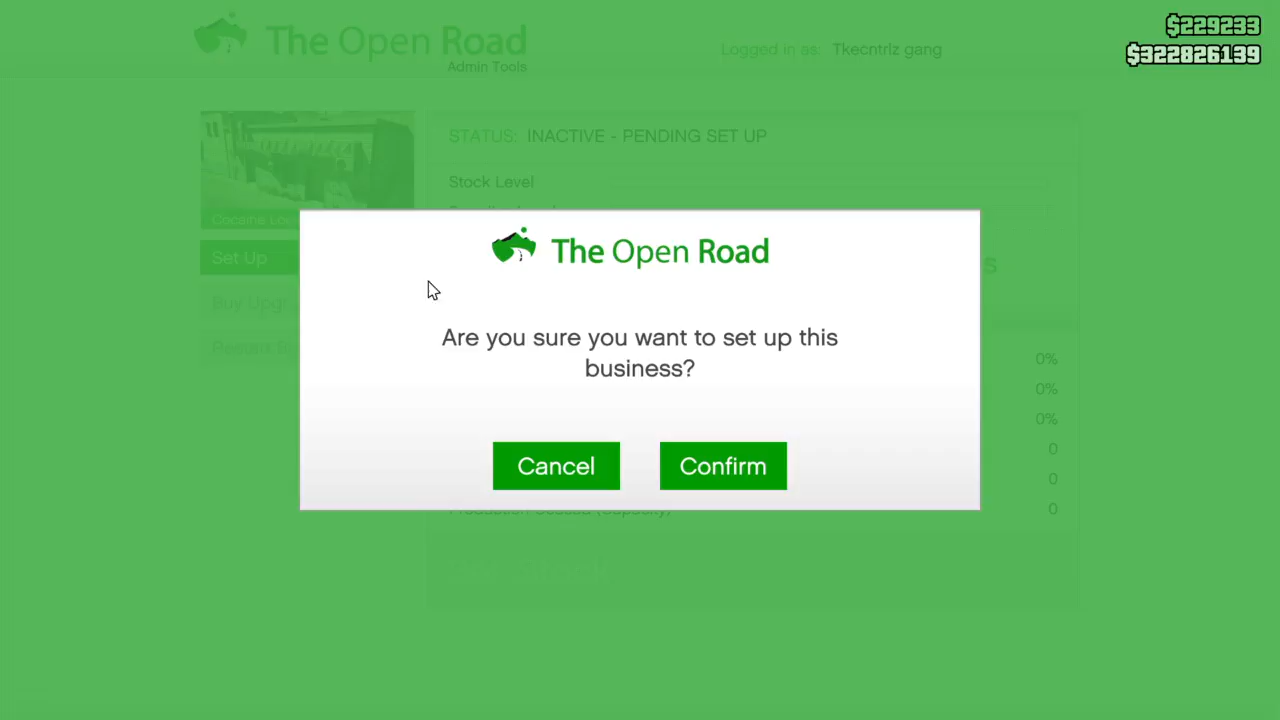 $229233
$322826139
The Open Road
Admin Tools
Logged in as: Tkecntrlz gang
STATUS: INACTIVE - PENDING SET UP
Stock Level
Set Up
The Open Road
Are you sure you want to set up this
business?
0%
0%
0%
0
0
0
Cancel
Confirm